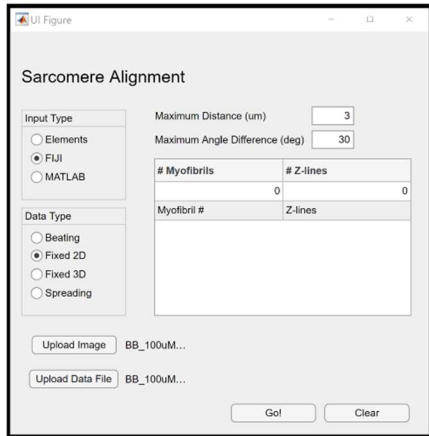 UI Figure
Sarcomere Alignment
Input Type
Elements
FIJI
MATLAB
Maximum Distance (um) 3
Maximum Angle Difference (deg) 30
# Myofibrils # Z-lines
0 0
Myofibril # Z-lines
Data Type
Beating
Fixed 2D
Fixed 3D
Spreading
Upload Image BB_100uM...
Upload Data File BB_100uM...
Go! Clear